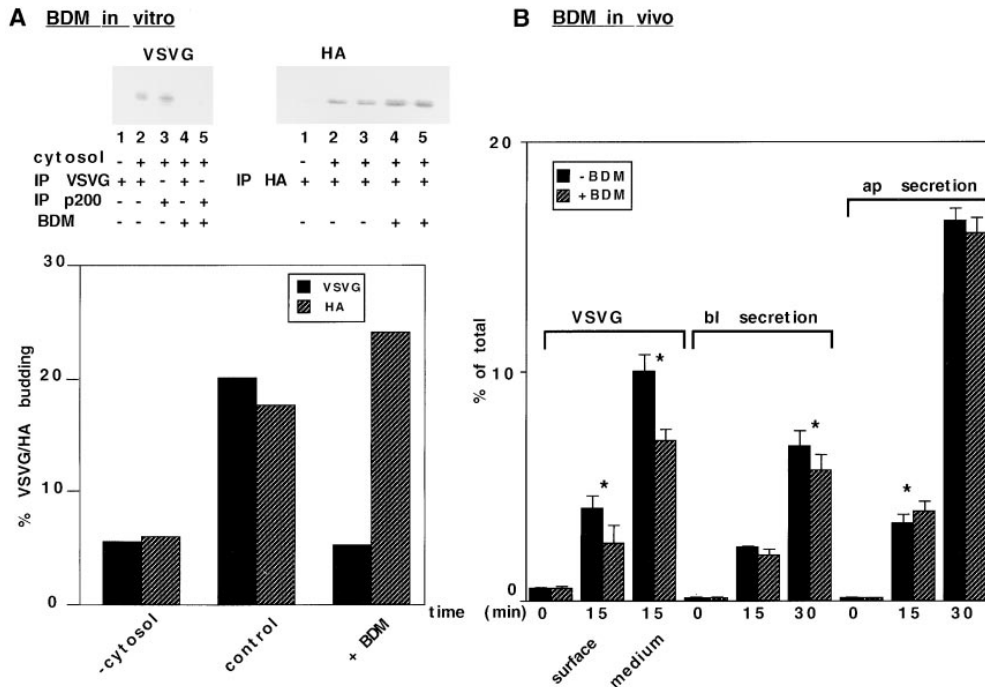 A BDM in vitro
VSVG
HA
1 2 3 4 5
1 2 3 4 5
cytosol - + + + +
- + + + +
IP VSVG + + - + -
IP HA + + + + +
IP p200 - - + - +
BDM - - - + +
- - - + +
30
20
10
0
% VSVG/HA budding
VSVG
HA
-cytosol
control
+ BDM
B BDM in vivo
20
10
0
% of total
- BDM
+ BDM
ap secretion
VSVG
bl secretion
*
*
*
*
time
(min) 0 15 15 0 15 30 0 15 30
surface
medium